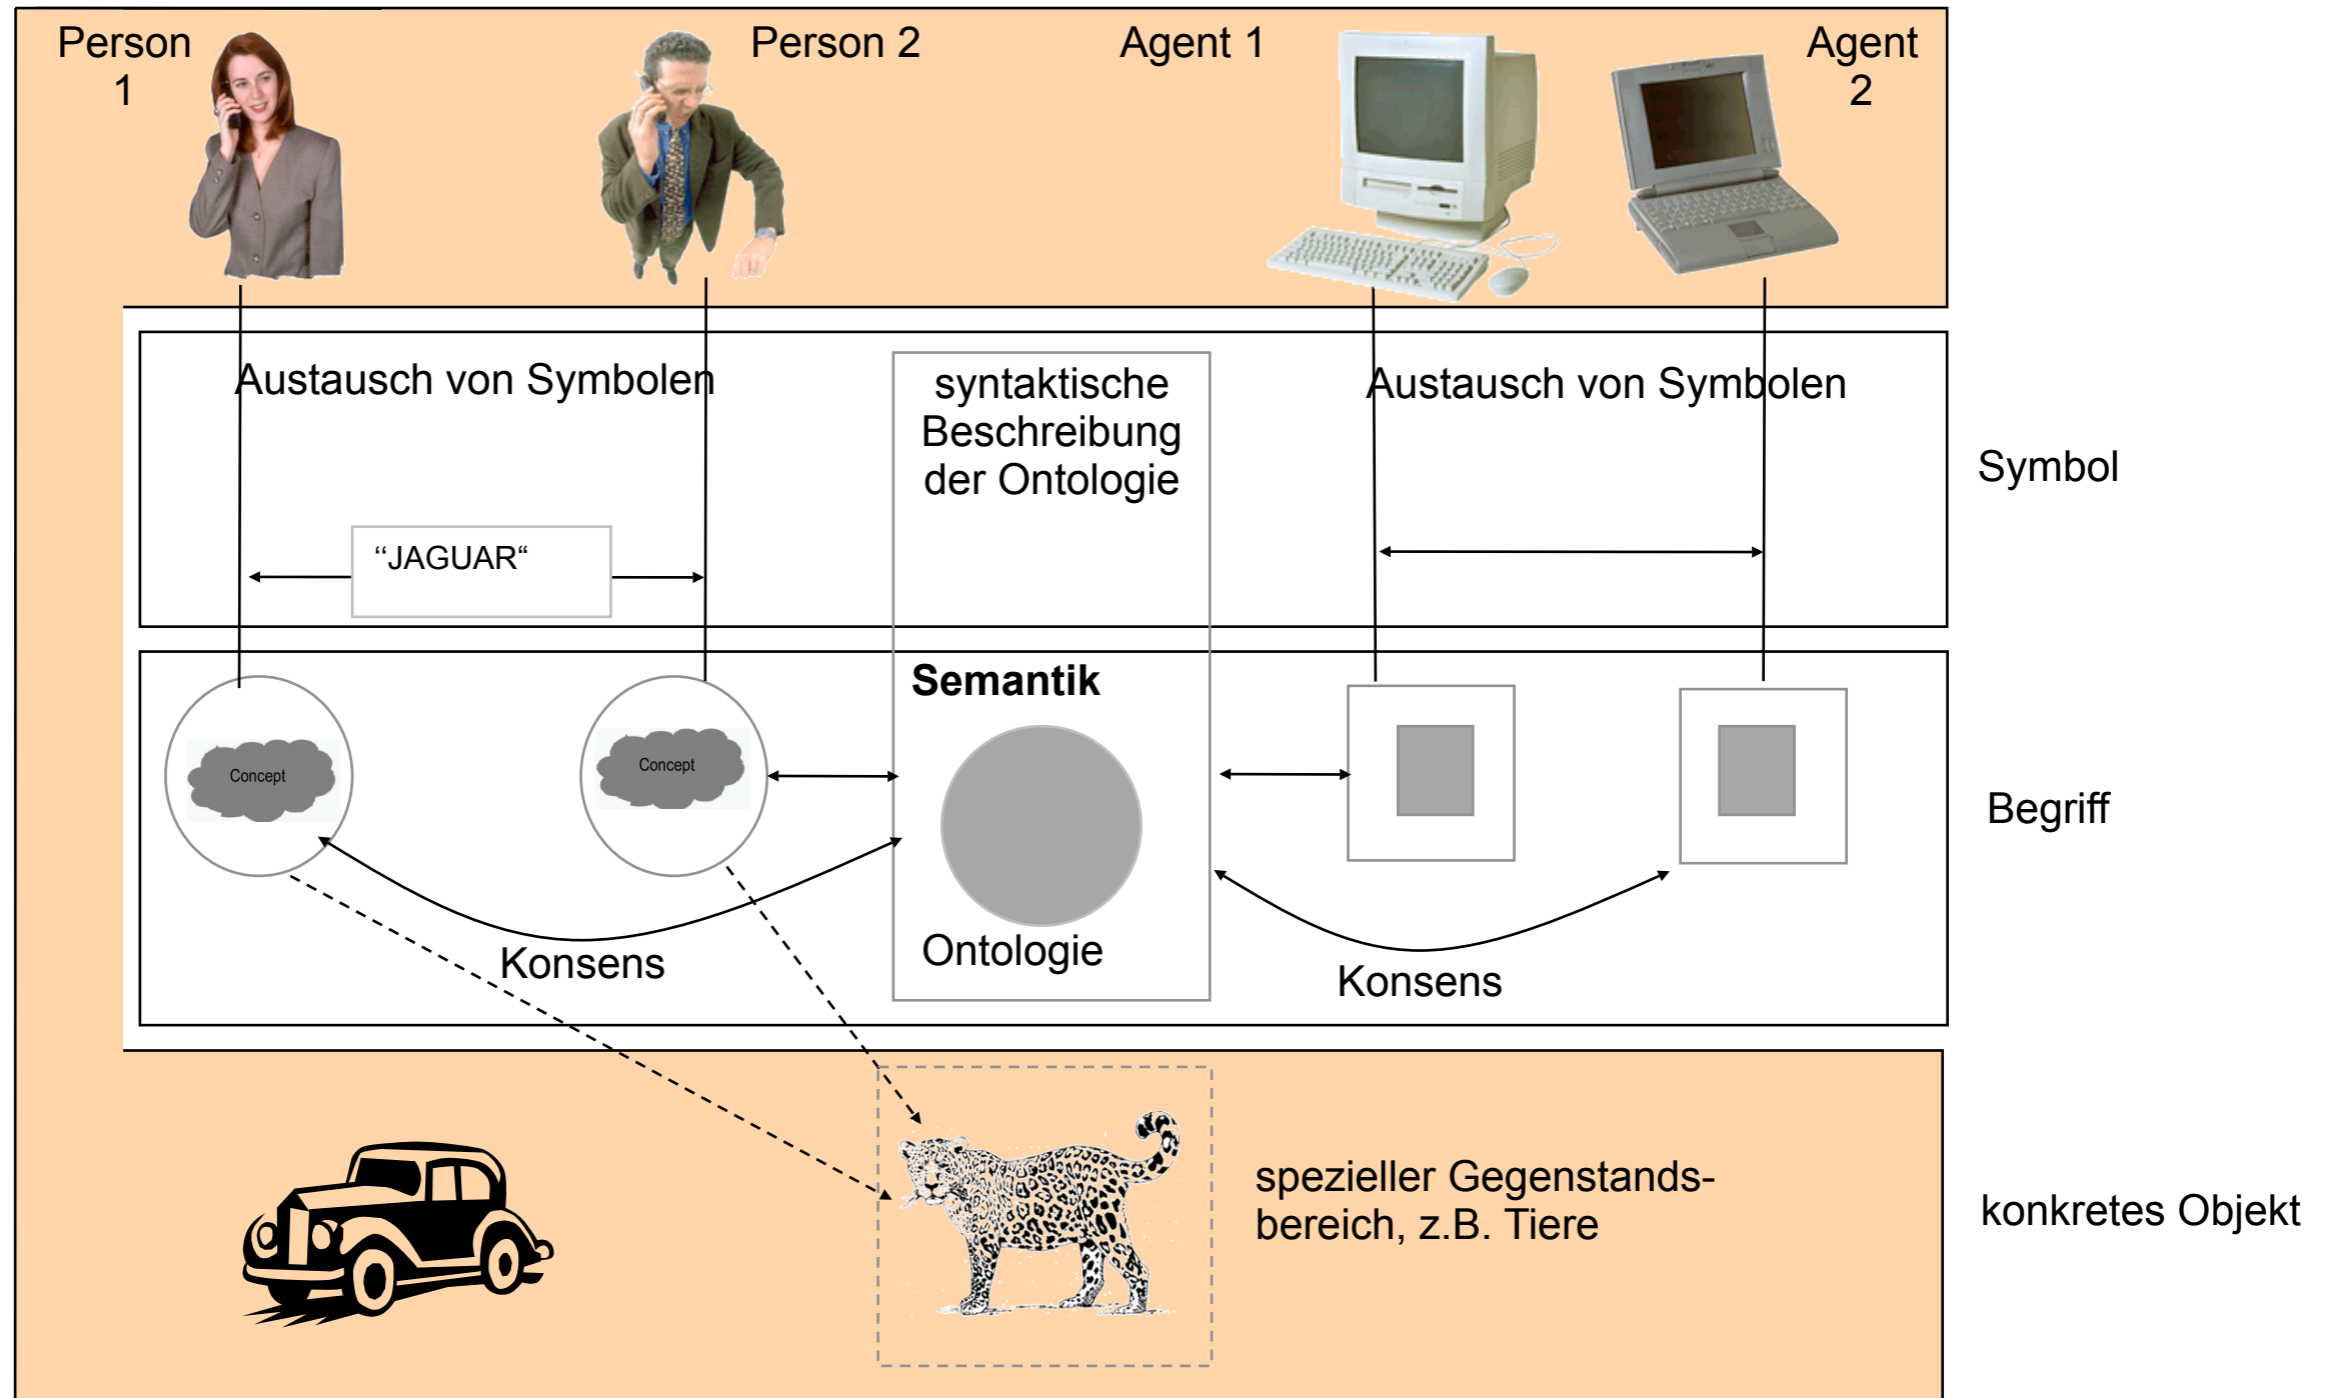 Person
1
Person 2
Agent 1
Agent
2
Austausch von Symbolen
syntaktische
Beschreibung
der Ontologie
Austausch von Symbolen
Symbol
‘‘JAGUAR“
Semantik
Concept
Concept
Begriff
Ontologie
Konsens
Konsens
spezieller Gegenstands-
bereich, z.B. Tiere
konkretes Objekt